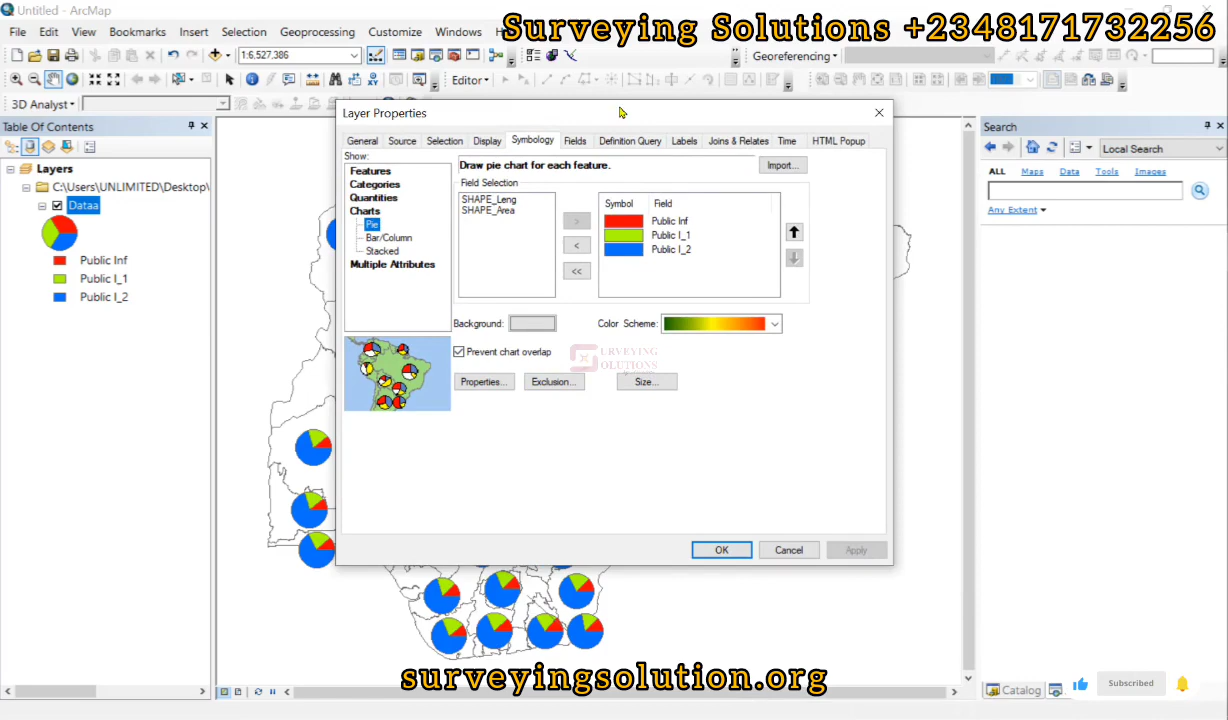 Untitled - ArcMap
Surveying Solutions +2348171732256
File Edit View Bookmarks Insert Selection Geoprocessing Customize Windows
1:6,527,386
Georeferencing
Editor
3D Analyst
Table Of Contents
Layers
C:\Users\UNLIMITED\Desktop\
Dataa
Public Inf
Public I_1
Public I_2
Layer Properties
General Source Selection Display Symbology Fields Definition Query Labels Joins & Relates Time HTML Popup
Show:
Features
Categories
Quantities
Charts
Pie
Bar/Column
Stacked
Multiple Attributes
Draw pie chart for each feature.
Import...
Field Selection
SHAPE_Leng
SHAPE_Area
>
<
<<
Symbol Field
Public Inf
Public I_1
Public I_2
Background:
Color Scheme:
Prevent chart overlap
URVEYING
SOLUTIONS
Properties... Exclusion... Size...
OK Cancel Apply
Search
Local Search
ALL Maps Data Tools Images
Any Extent
surveyingsolution.org
Catalog
Subscribed